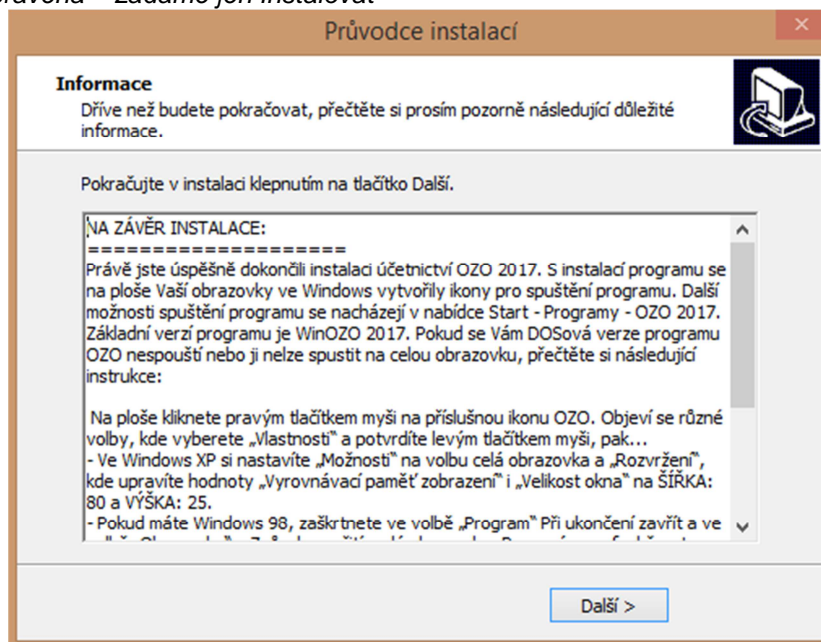 zadáme jen Instalovat
Průvodce instalací
Informace
Dříve než budete pokračovat, přečtěte si prosím pozorně následující důležité
informace.
Pokračujte v instalaci klepnutím na tlačítko Další.
NA ZÁVĚR INSTALACE:
=====================
Právě jste úspěšně dokončili instalaci účetnictví OZO 2017. S instalací programu se
na ploše Vaší obrazovky ve Windows vytvořily ikony pro spuštění programu. Další
možnosti spuštění programu se nacházejí v nabídce Start - Programy - OZO 2017.
Základní verzí programu je WinOZO 2017. Pokud se Vám DOSová verze programu
OZO nespouští nebo ji nelze spustit na celou obrazovku, přečtěte si následující
instrukce:
Na ploše kliknete pravým tlačítkem myši na příslušnou ikonu OZO. Objeví se různé
volby, kde vyberete „Vlastnosti“ a potvrdíte levým tlačítkem myši, pak...
- Ve Windows XP si nastavíte „Možnosti“ na volbu celá obrazovka a „Rozvržení“,
kde upravíte hodnoty „Vyrovnávací paměť zobrazení“ i „Velikost okna“ na ŠÍŘKA:
80 a VÝŠKA: 25.
- Pokud máte Windows 98, zaškrtnete ve volbě „Program“ Při ukončení zavřít a ve
Další >